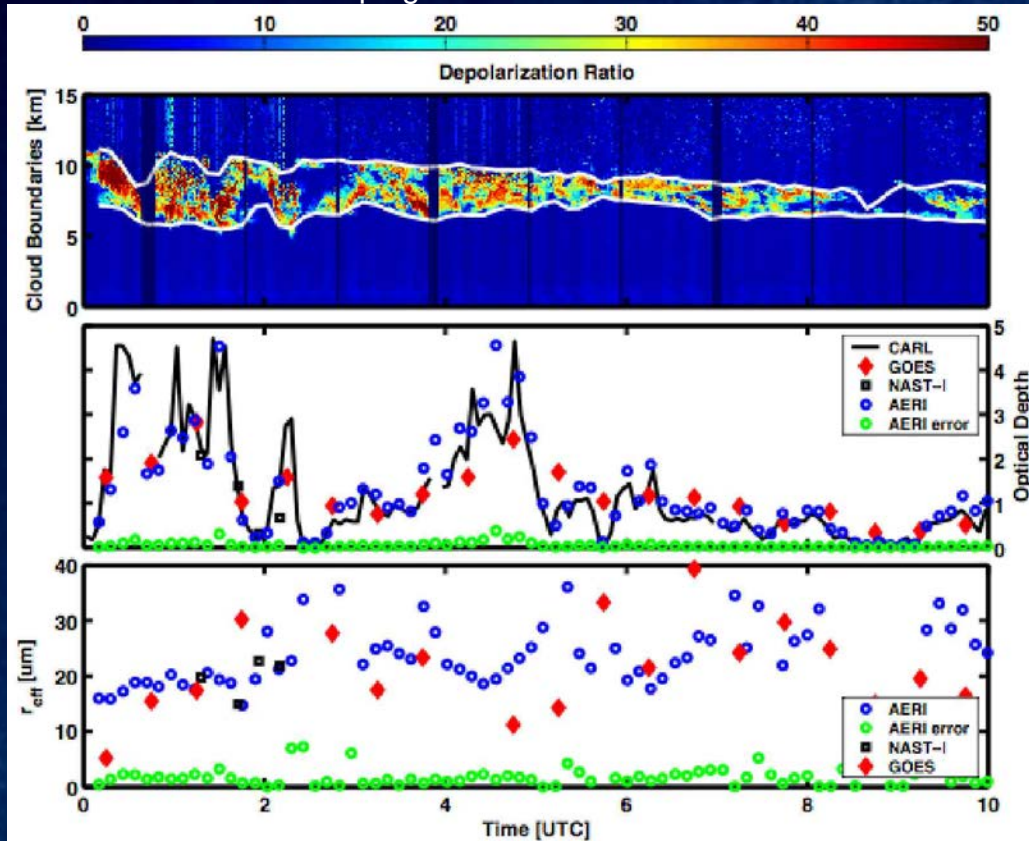 0 10 20 30 40 50
Depolarization Ratio
15
10
5
0
Cloud Boundaries [km]
5
4
3
2
1
0
Optical Depth
CARL
GOES
NAST-I
AERI
AERI error
40
30
20
10
0
r_eff [um]
AERI
AERI error
NAST-I
GOES
0 2 4 6 8 10
Time [UTC]